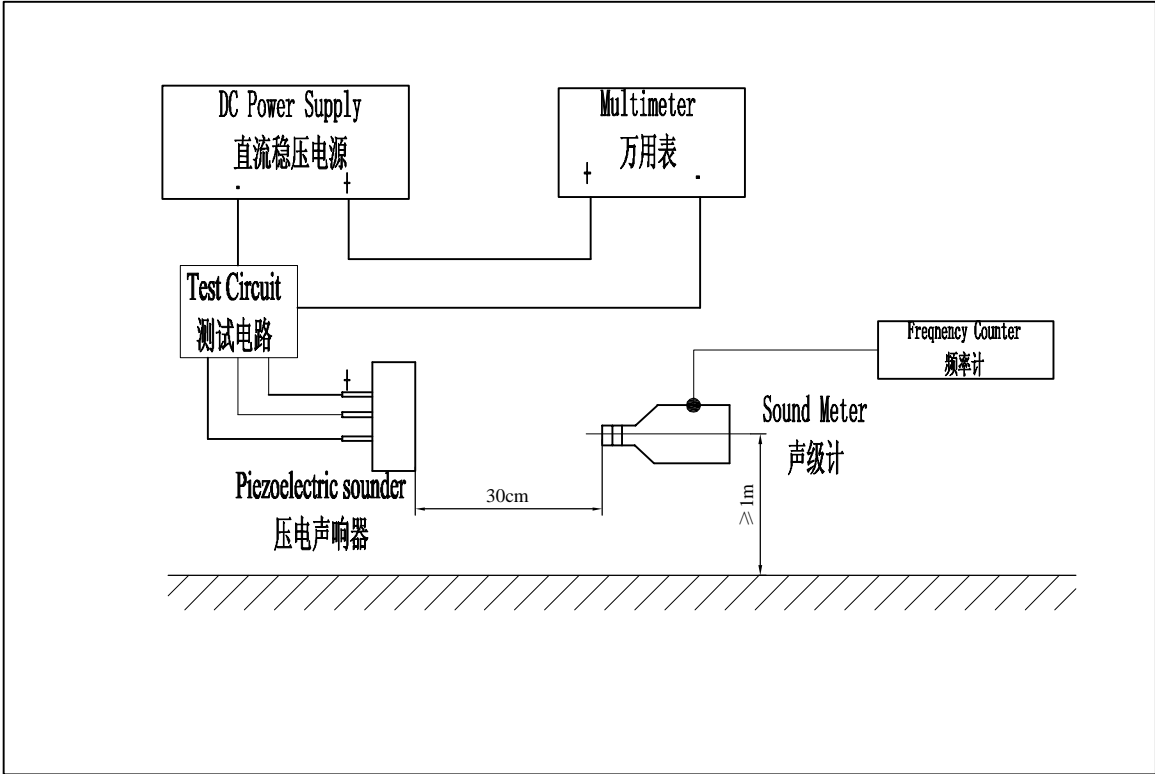 DC Power Supply
直流稳压电源
- +
Multimeter
万用表
+ -
Test Circuit
测试电路
+
Freqnency Counter
频率计
Sound Meter
声级计
Piezoelectric sounder
压电声响器
30cm
≥1m